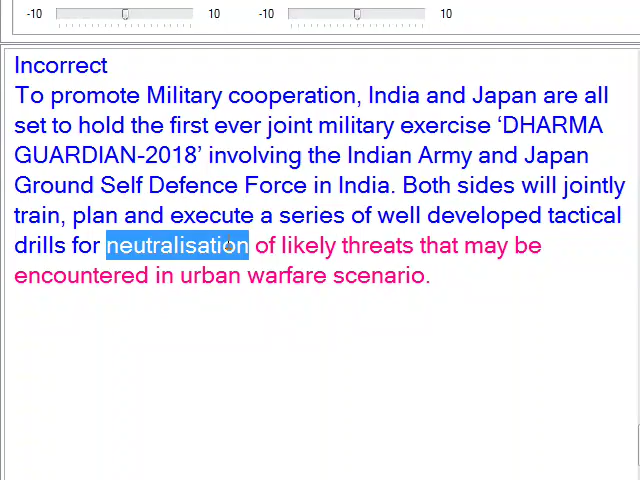 -10 10 -10 10
Incorrect
To promote Military cooperation, India and Japan are all
set to hold the first ever joint military exercise ‘DHARMA
GUARDIAN-2018’ involving the Indian Army and Japan
Ground Self Defence Force in India. Both sides will jointly
train, plan and execute a series of well developed tactical
drills for neutralisation of likely threats that may be
encountered in urban warfare scenario.